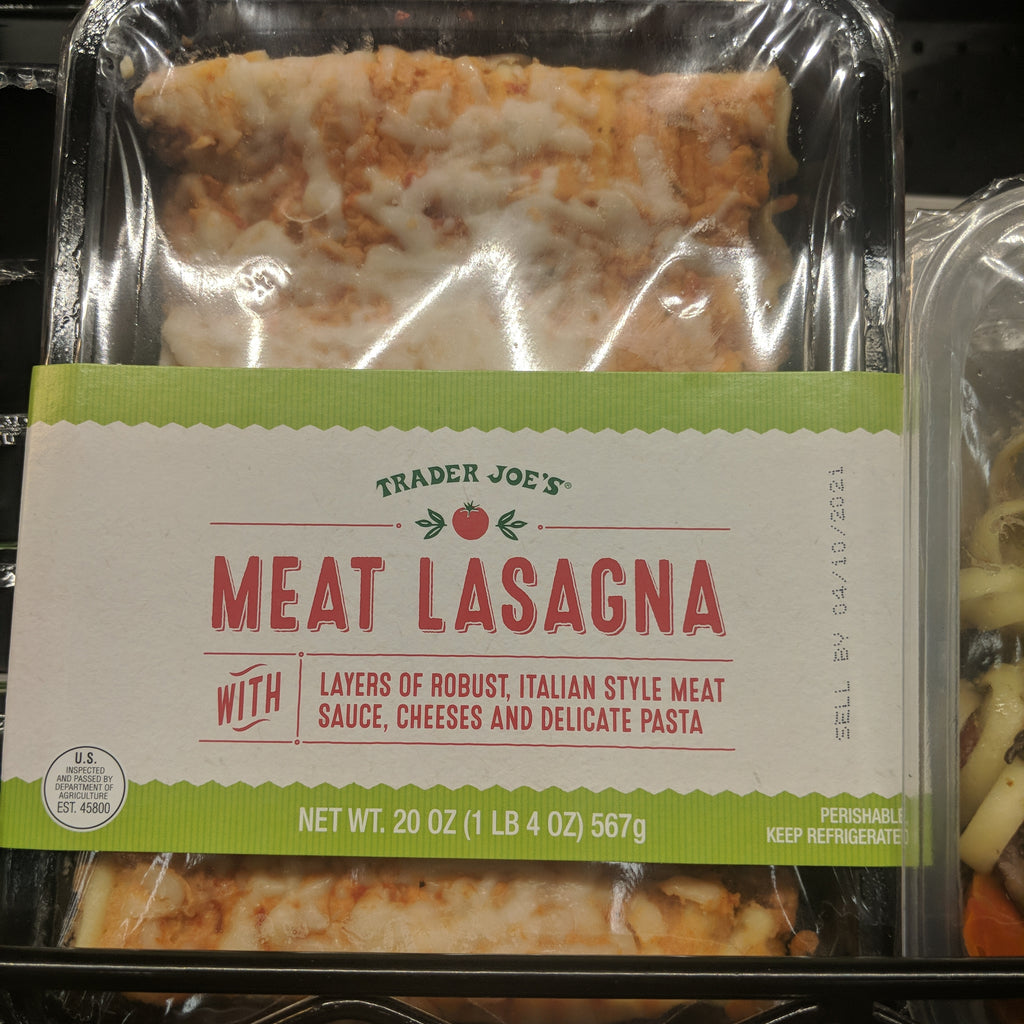 TRADER JOE'S®
MEAT LASAGNA
WITH
LAYERS OF ROBUST, ITALIAN STYLE MEAT
SAUCE, CHEESES AND DELICATE PASTA
SELL BY 04/10/2021
U.S.
INSPECTED
AND PASSED BY
DEPARTMENT OF
AGRICULTURE
EST. 45800
NET WT. 20 OZ (1 LB 4 OZ) 567g
PERISHABLE
KEEP REFRIGERATED